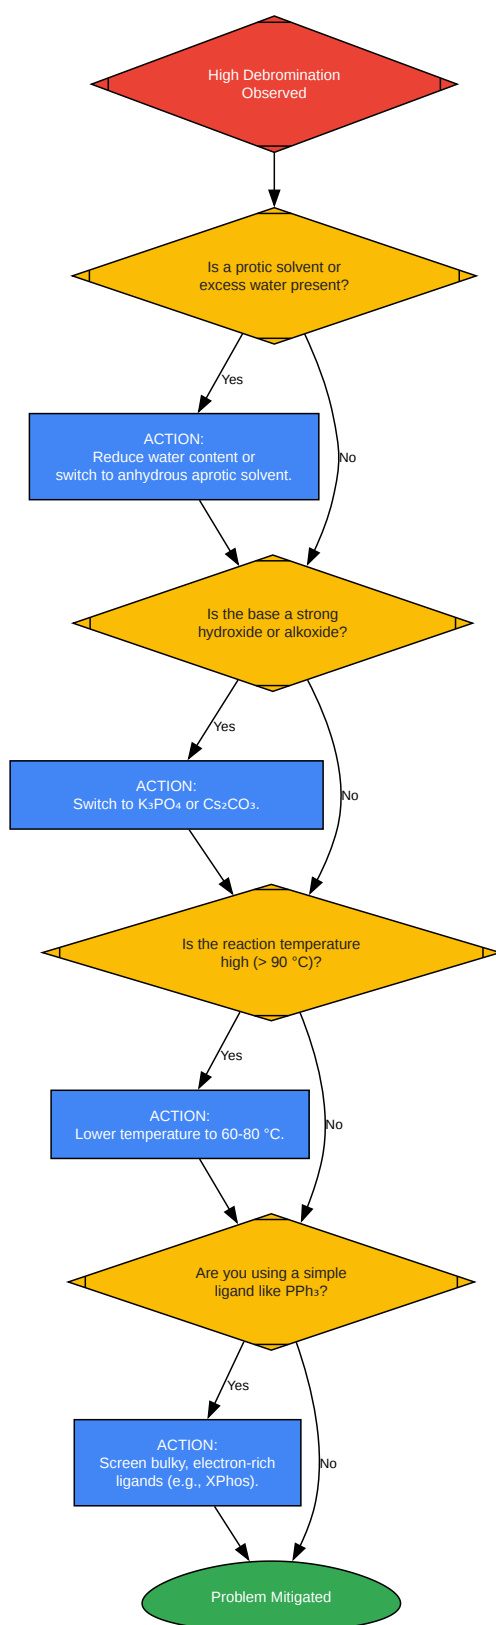 High Debromination
Observed
Is a protic solvent or
excess water present?
Yes
ACTION:
Reduce water content or
switch to anhydrous aprotic solvent.
No
Is the base a strong
hydroxide or alkoxide?
Yes
ACTION:
Switch to K₃PO₄ or Cs₂CO₃.
No
Is the reaction temperature
high (> 90 °C)?
Yes
ACTION:
Lower temperature to 60-80 °C.
No
Are you using a simple
ligand like PPh₃?
Yes
ACTION:
Screen bulky, electron-rich
ligands (e.g., XPhos).
No
Problem Mitigated